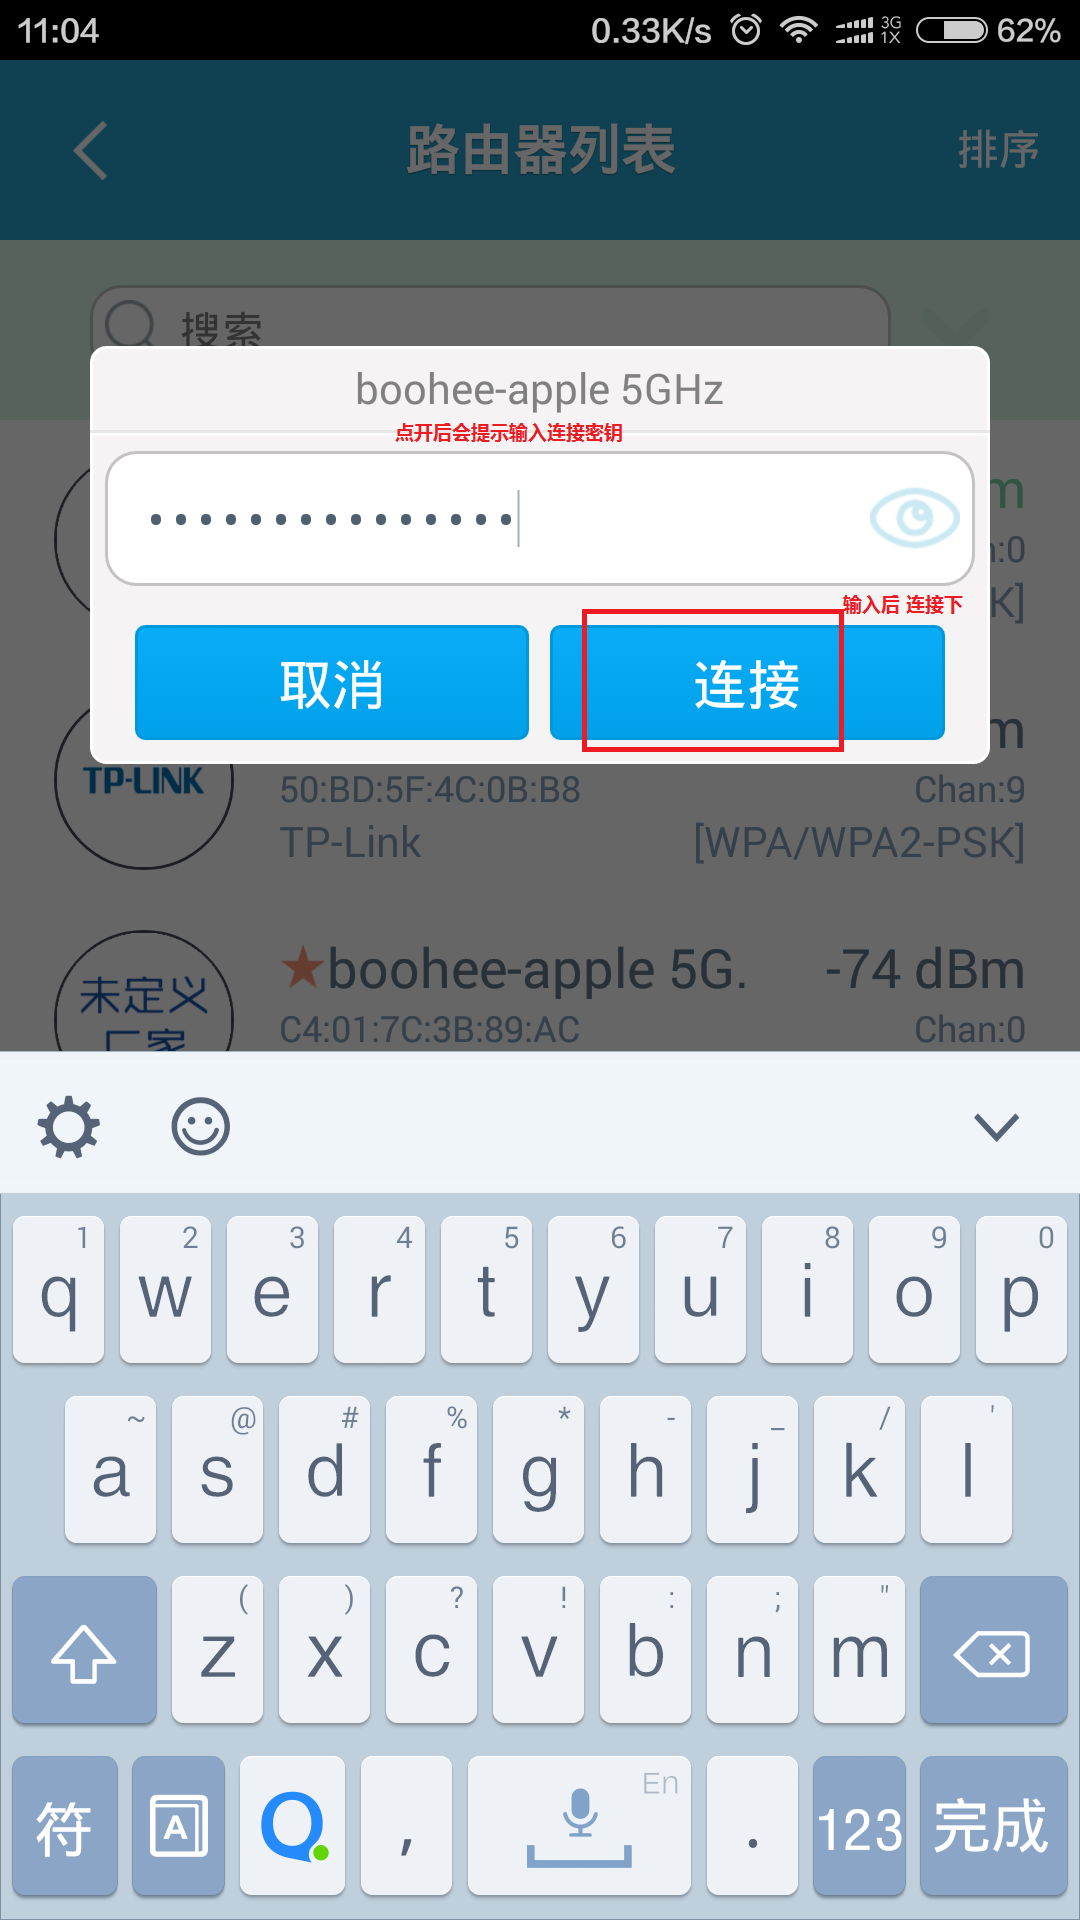 11:04 0.33K/s 3G 1X 62%
路由器列表 排序
搜索
boohee-apple 5GHz
点开后会提示输入连接密钥
•••••••••••••••
m
:0
输入后 连接下
K]
取消 连接
m
TP-LINK
50:BD:5F:4C:0B:B8 Chan:9
TP-Link [WPA/WPA2-PSK]
未定义
厂家
★boohee-apple 5G. -74 dBm
C4:01:7C:3B:89:AC Chan:0
1 2 3 4 5 6 7 8 9 0
q w e r t y u i o p
~ @ # % * - _ / '
a s d f g h j k l
( ) ? ! : ; "
z x c v b n m
En
符 A Q , . 123 完成